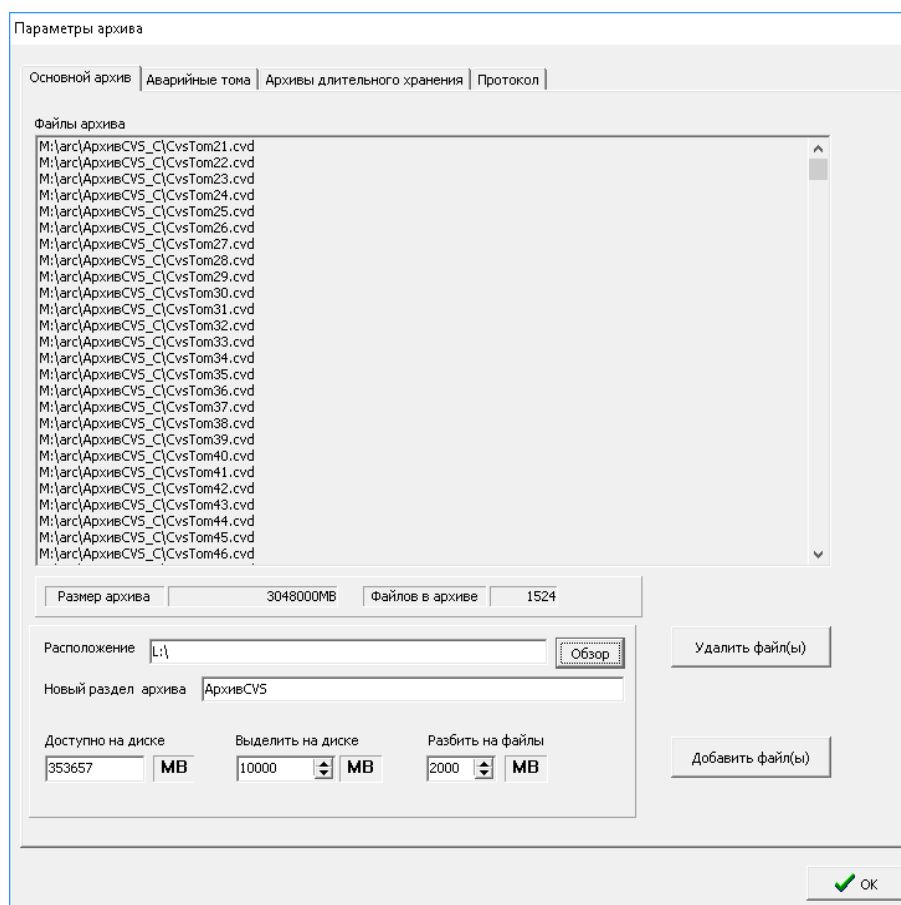 Параметры архива
Основной архив Аварийные тома Архивы длительного хранения Протокол
Файлы архива
M:\arc\АрхивCVS_C\CvsTom21.cvd
M:\arc\АрхивCVS_C\CvsTom22.cvd
M:\arc\АрхивCVS_C\CvsTom23.cvd
M:\arc\АрхивCVS_C\CvsTom24.cvd
M:\arc\АрхивCVS_C\CvsTom25.cvd
M:\arc\АрхивCVS_C\CvsTom26.cvd
M:\arc\АрхивCVS_C\CvsTom27.cvd
M:\arc\АрхивCVS_C\CvsTom28.cvd
M:\arc\АрхивCVS_C\CvsTom29.cvd
M:\arc\АрхивCVS_C\CvsTom30.cvd
M:\arc\АрхивCVS_C\CvsTom31.cvd
M:\arc\АрхивCVS_C\CvsTom32.cvd
M:\arc\АрхивCVS_C\CvsTom33.cvd
M:\arc\АрхивCVS_C\CvsTom34.cvd
M:\arc\АрхивCVS_C\CvsTom35.cvd
M:\arc\АрхивCVS_C\CvsTom36.cvd
M:\arc\АрхивCVS_C\CvsTom37.cvd
M:\arc\АрхивCVS_C\CvsTom38.cvd
M:\arc\АрхивCVS_C\CvsTom39.cvd
M:\arc\АрхивCVS_C\CvsTom40.cvd
M:\arc\АрхивCVS_C\CvsTom41.cvd
M:\arc\АрхивCVS_C\CvsTom42.cvd
M:\arc\АрхивCVS_C\CvsTom43.cvd
M:\arc\АрхивCVS_C\CvsTom44.cvd
M:\arc\АрхивCVS_C\CvsTom45.cvd
M:\arc\АрхивCVS_C\CvsTom46.cvd
Размер архива 3048000MB Файлов в архиве 1524
Расположение L:\ Обзор Удалить файл(ы)
Новый раздел архива АрхивCVS
Доступно на диске Выделить на диске Разбить на файлы
353657 MB 10000 MB 2000 MB Добавить файл(ы)
OK